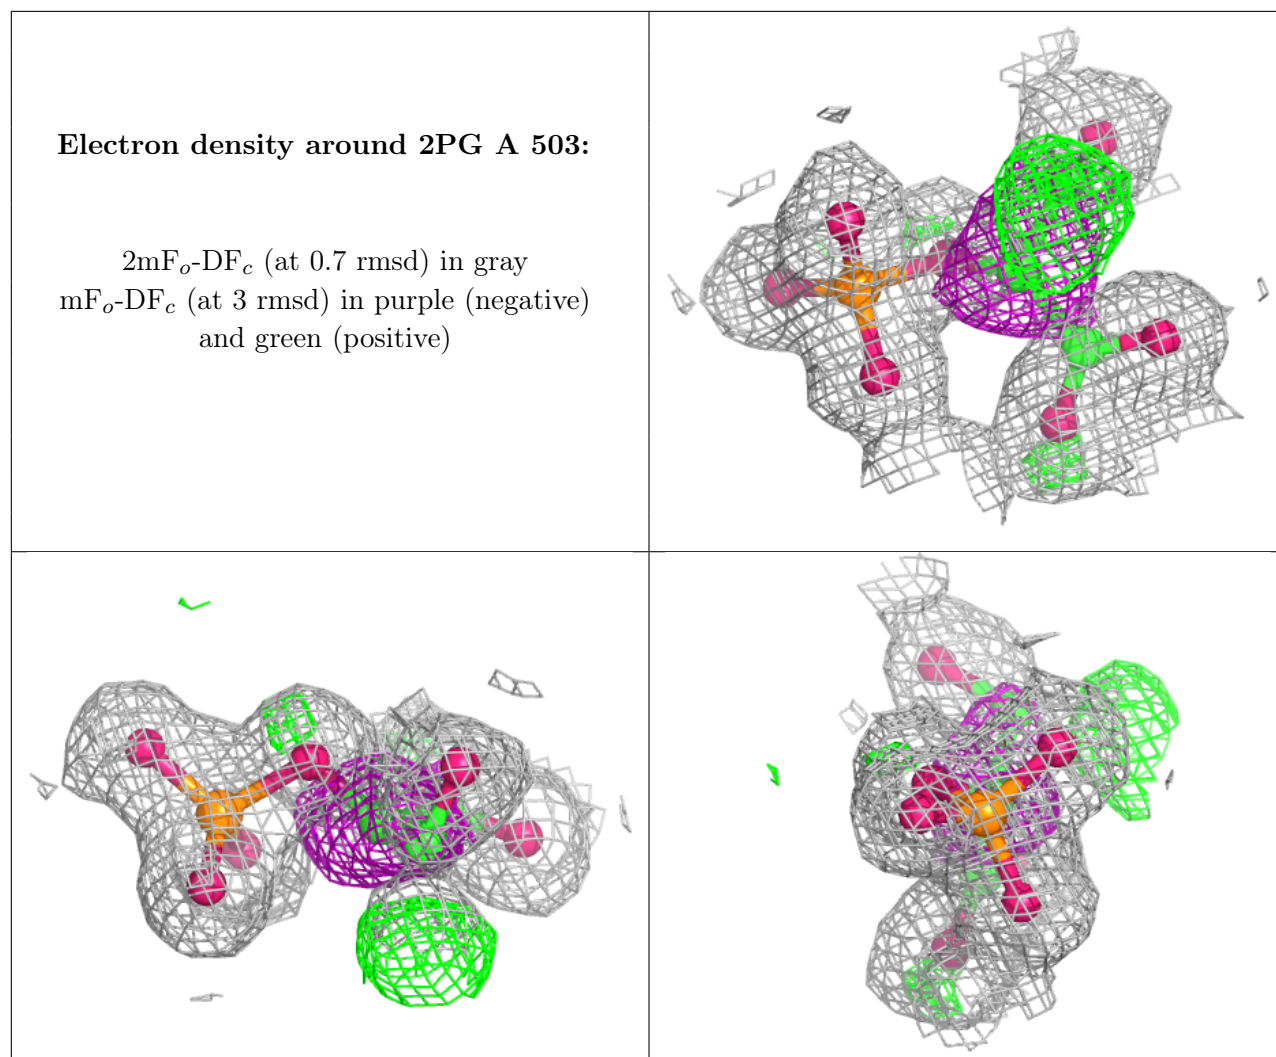 Electron density around 2PG A 503:
2mFₒ-DF𝒸 (at 0.7 rmsd) in gray
mFₒ-DF𝒸 (at 3 rmsd) in purple (negative)
and green (positive)